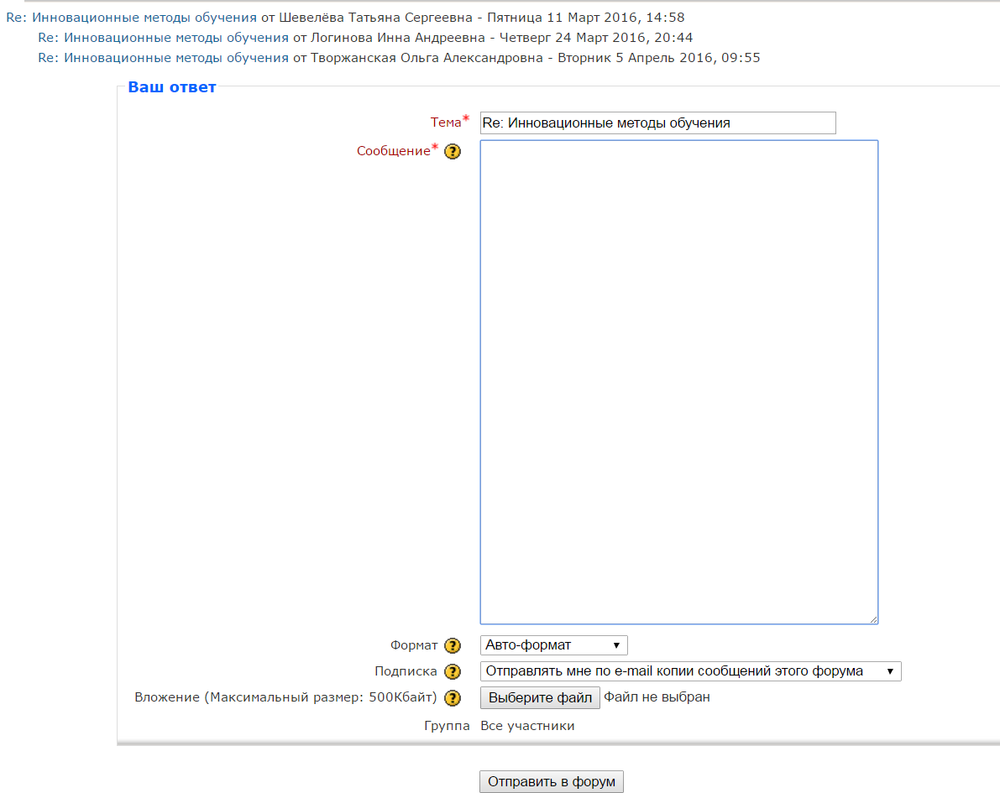 Re: Инновационные методы обучения от Шевелёва Татьяна Сергеевна - Пятница 11 Март 2016, 14:58
Re: Инновационные методы обучения от Логинова Инна Андреевна - Четверг 24 Март 2016, 20:44
Re: Инновационные методы обучения от Творжанская Ольга Александровна - Вторник 5 Апрель 2016, 09:55
Ваш ответ
Тема* Re: Инновационные методы обучения
Сообщение* ?
Формат ? Авто-формат
Подписка ? Отправлять мне по e-mail копии сообщений этого форума
Вложение (Максимальный размер: 500Кбайт) ? Выберите файл Файл не выбран
Группа Все участники
Отправить в форум